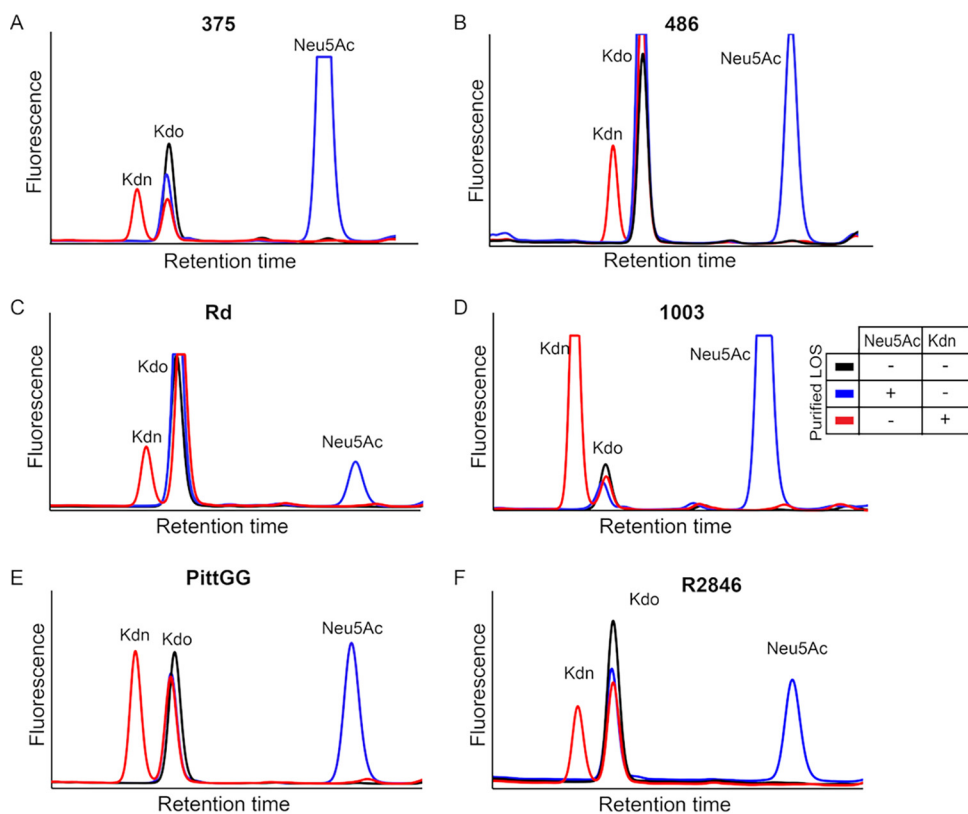 A
375
Neu5Ac
Kdo
Kdn
Fluorescence
Retention time
B
486
Kdo
Neu5Ac
Kdn
Fluorescence
Retention time
C
Rd
Kdo
Kdn
Neu5Ac
Fluorescence
Retention time
D
1003
Kdn
Neu5Ac
Kdo
Fluorescence
Retention time
Neu5Ac Kdn
Purified LOS
- -
+ -
- +
E
PittGG
Kdn
Kdo
Neu5Ac
Fluorescence
Retention time
F
R2846
Kdo
Kdn
Neu5Ac
Fluorescence
Retention time